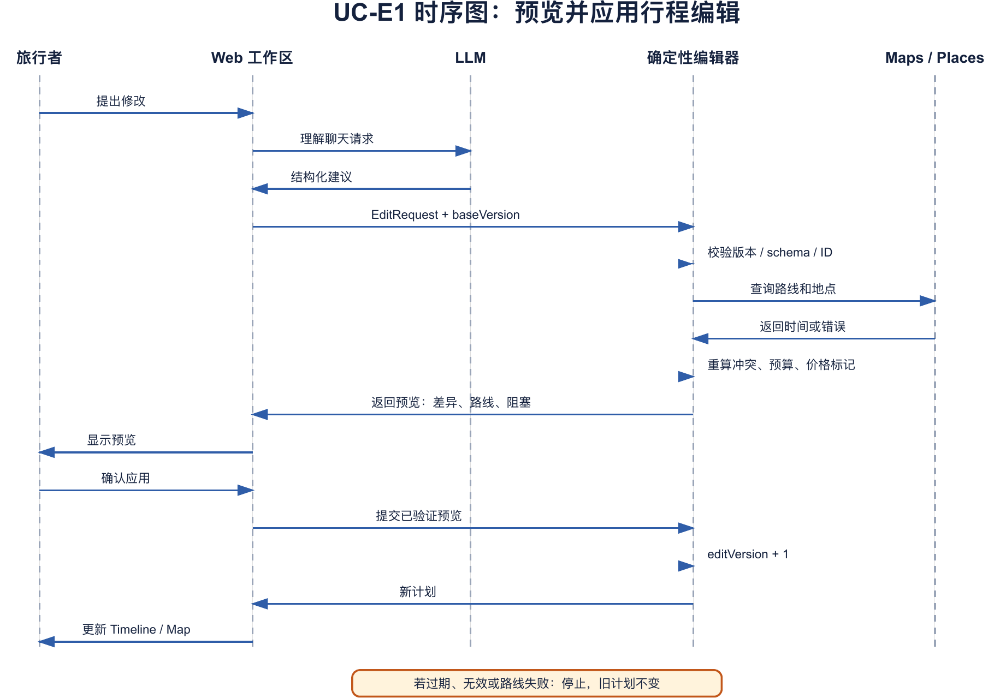 UC-E1 时序图：预览并应用行程编辑
旅行者
Web 工作区
LLM
确定性编辑器
Maps / Places
提出修改
理解聊天请求
结构化建议
EditRequest + baseVersion
校验版本 / schema / ID
查询路线和地点
返回时间或错误
重算冲突、预算、价格标记
返回预览：差异、路线、阻塞
显示预览
确认应用
提交已验证预览
editVersion + 1
新计划
更新 Timeline / Map
若过期、无效或路线失败：停止，旧计划不变